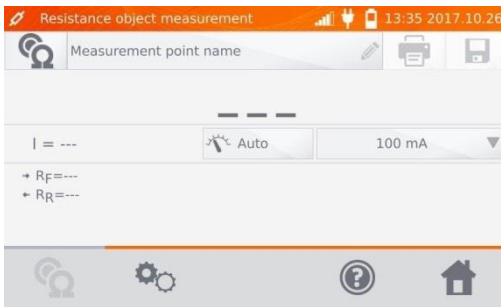 Resistance object measurement 13:35 2017.10.26
Measurement point name
---
I = --- Auto 100 mA
→ RF=---
← RR=---